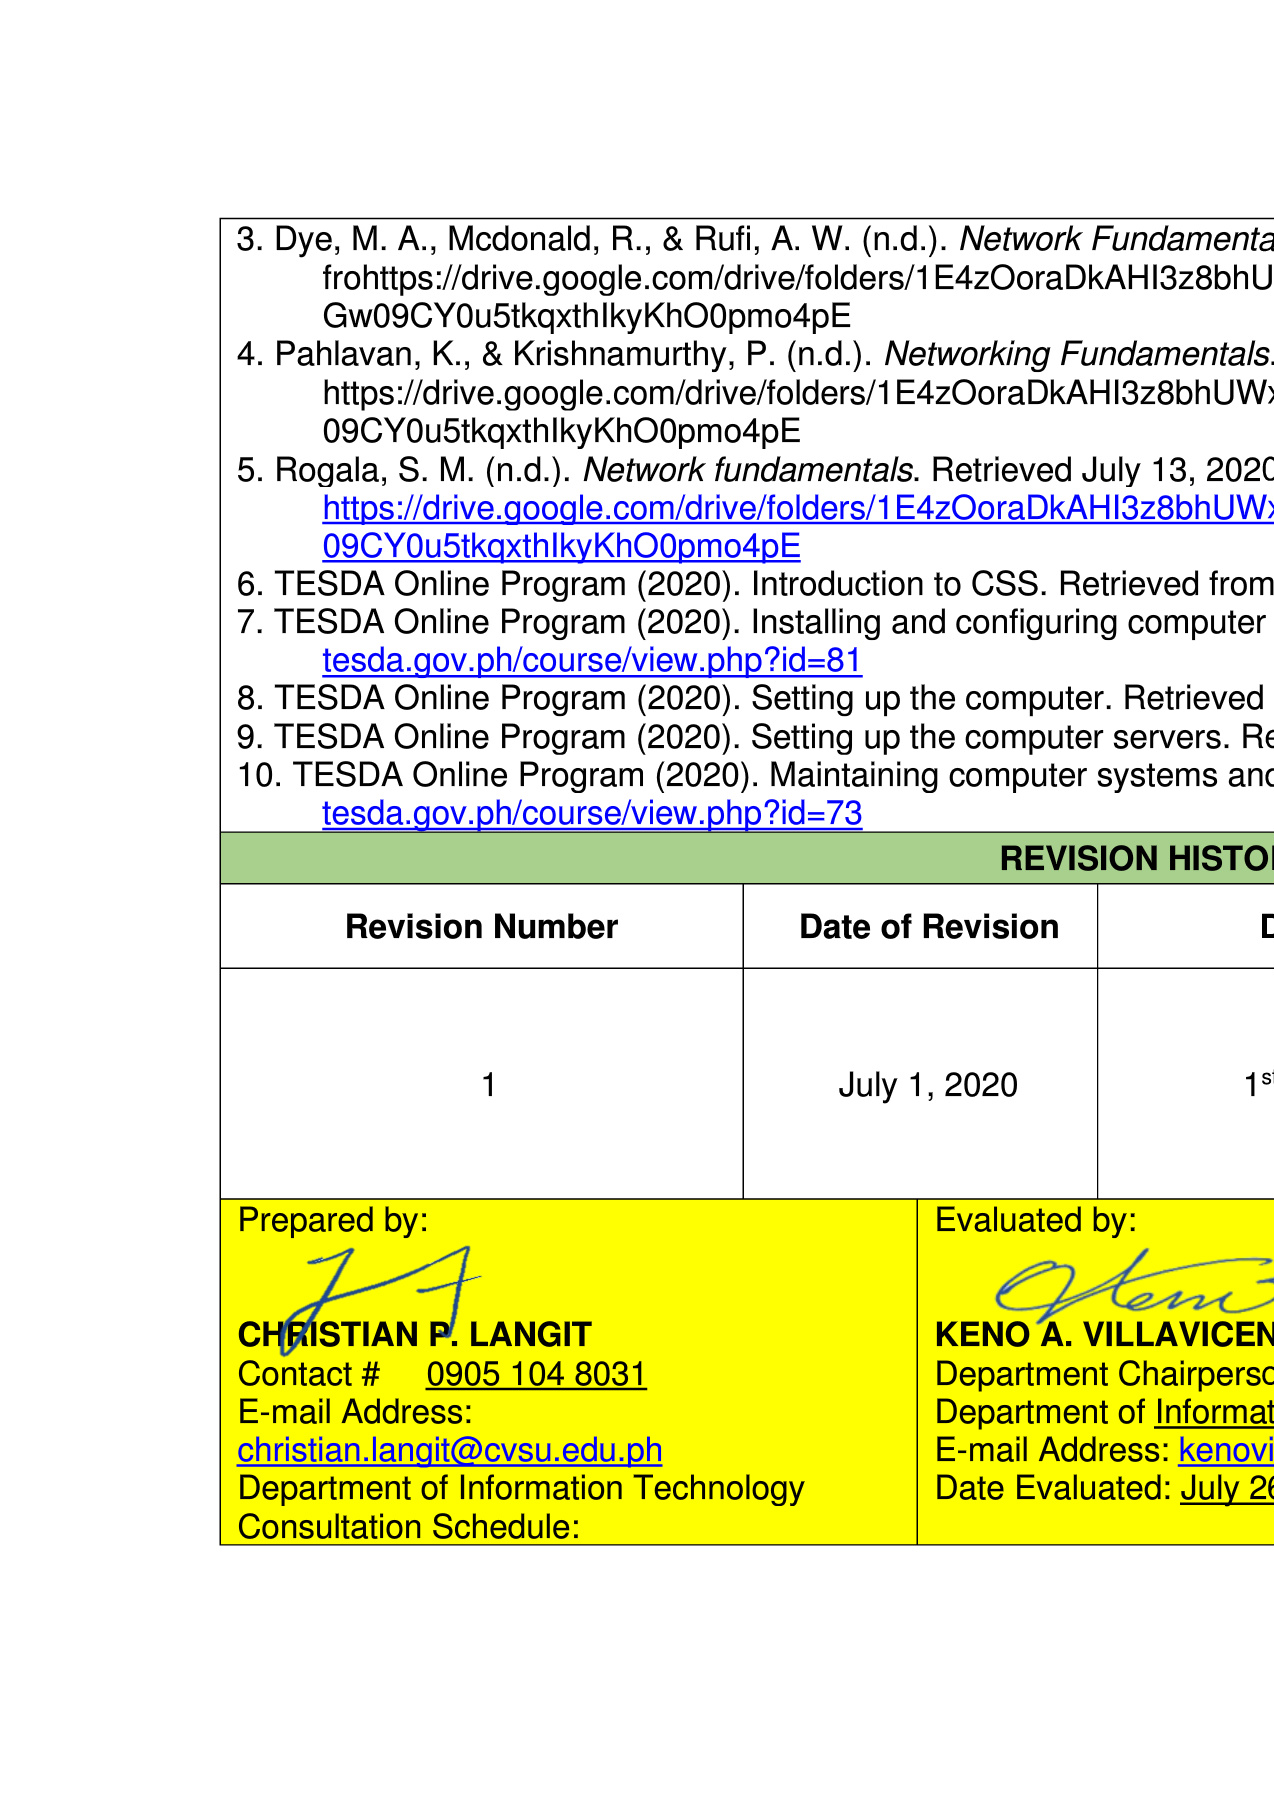 3. Dye, M. A., Mcdonald, R., & Rufi, A. W. (n.d.). Network Fundamenta
frohttps://drive.google.com/drive/folders/1E4zOoraDkAHI3z8bhU
Gw09CY0u5tkqxthIkyKhO0pmo4pE
4. Pahlavan, K., & Krishnamurthy, P. (n.d.). Networking Fundamentals.
https://drive.google.com/drive/folders/1E4zOoraDkAHI3z8bhUWx
09CY0u5tkqxthIkyKhO0pmo4pE
5. Rogala, S. M. (n.d.). Network fundamentals. Retrieved July 13, 2020
https://drive.google.com/drive/folders/1E4zOoraDkAHI3z8bhUWx
09CY0u5tkqxthIkyKhO0pmo4pE
6. TESDA Online Program (2020). Introduction to CSS. Retrieved from
7. TESDA Online Program (2020). Installing and configuring computer
tesda.gov.ph/course/view.php?id=81
8. TESDA Online Program (2020). Setting up the computer. Retrieved
9. TESDA Online Program (2020). Setting up the computer servers. Re
10. TESDA Online Program (2020). Maintaining computer systems and
tesda.gov.ph/course/view.php?id=73
REVISION HISTO
Revision Number Date of Revision D
1 July 1, 2020 1st
Prepared by: Evaluated by:
CHRISTIAN P. LANGIT KENO A. VILLAVICEN
Contact # 0905 104 8031 Department Chairperso
E-mail Address: Department of Informat
christian.langit@cvsu.edu.ph E-mail Address: kenovi
Department of Information Technology Date Evaluated: July 26
Consultation Schedule: